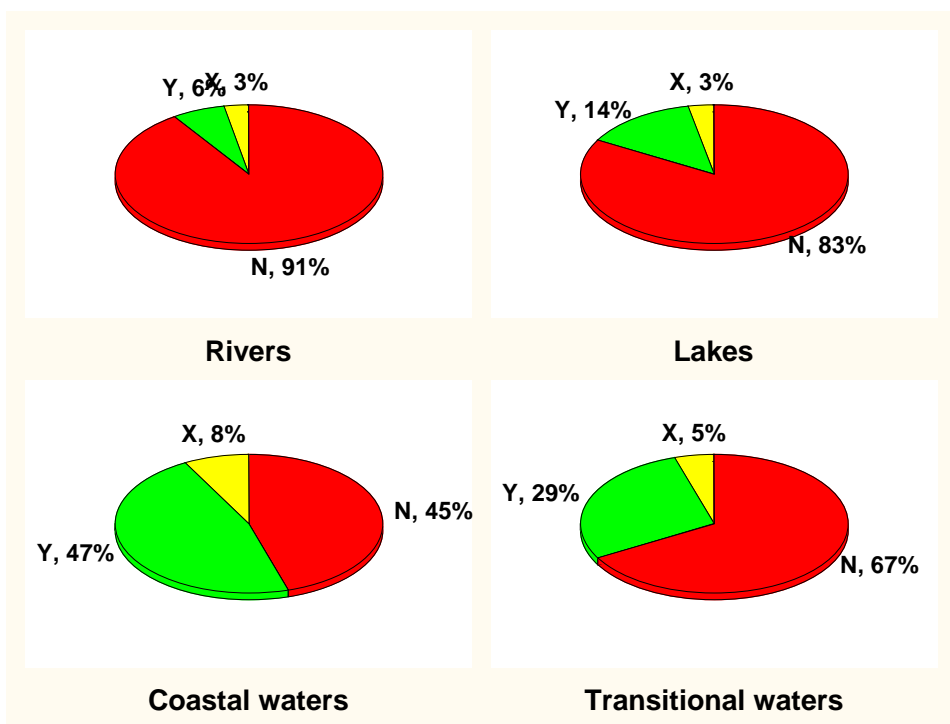 Y, 6%
X, 3%
N, 91%
Rivers
X, 3%
Y, 14%
N, 83%
Lakes
X, 8%
N, 45%
Y, 47%
Coastal waters
X, 5%
Y, 29%
N, 67%
Transitional waters